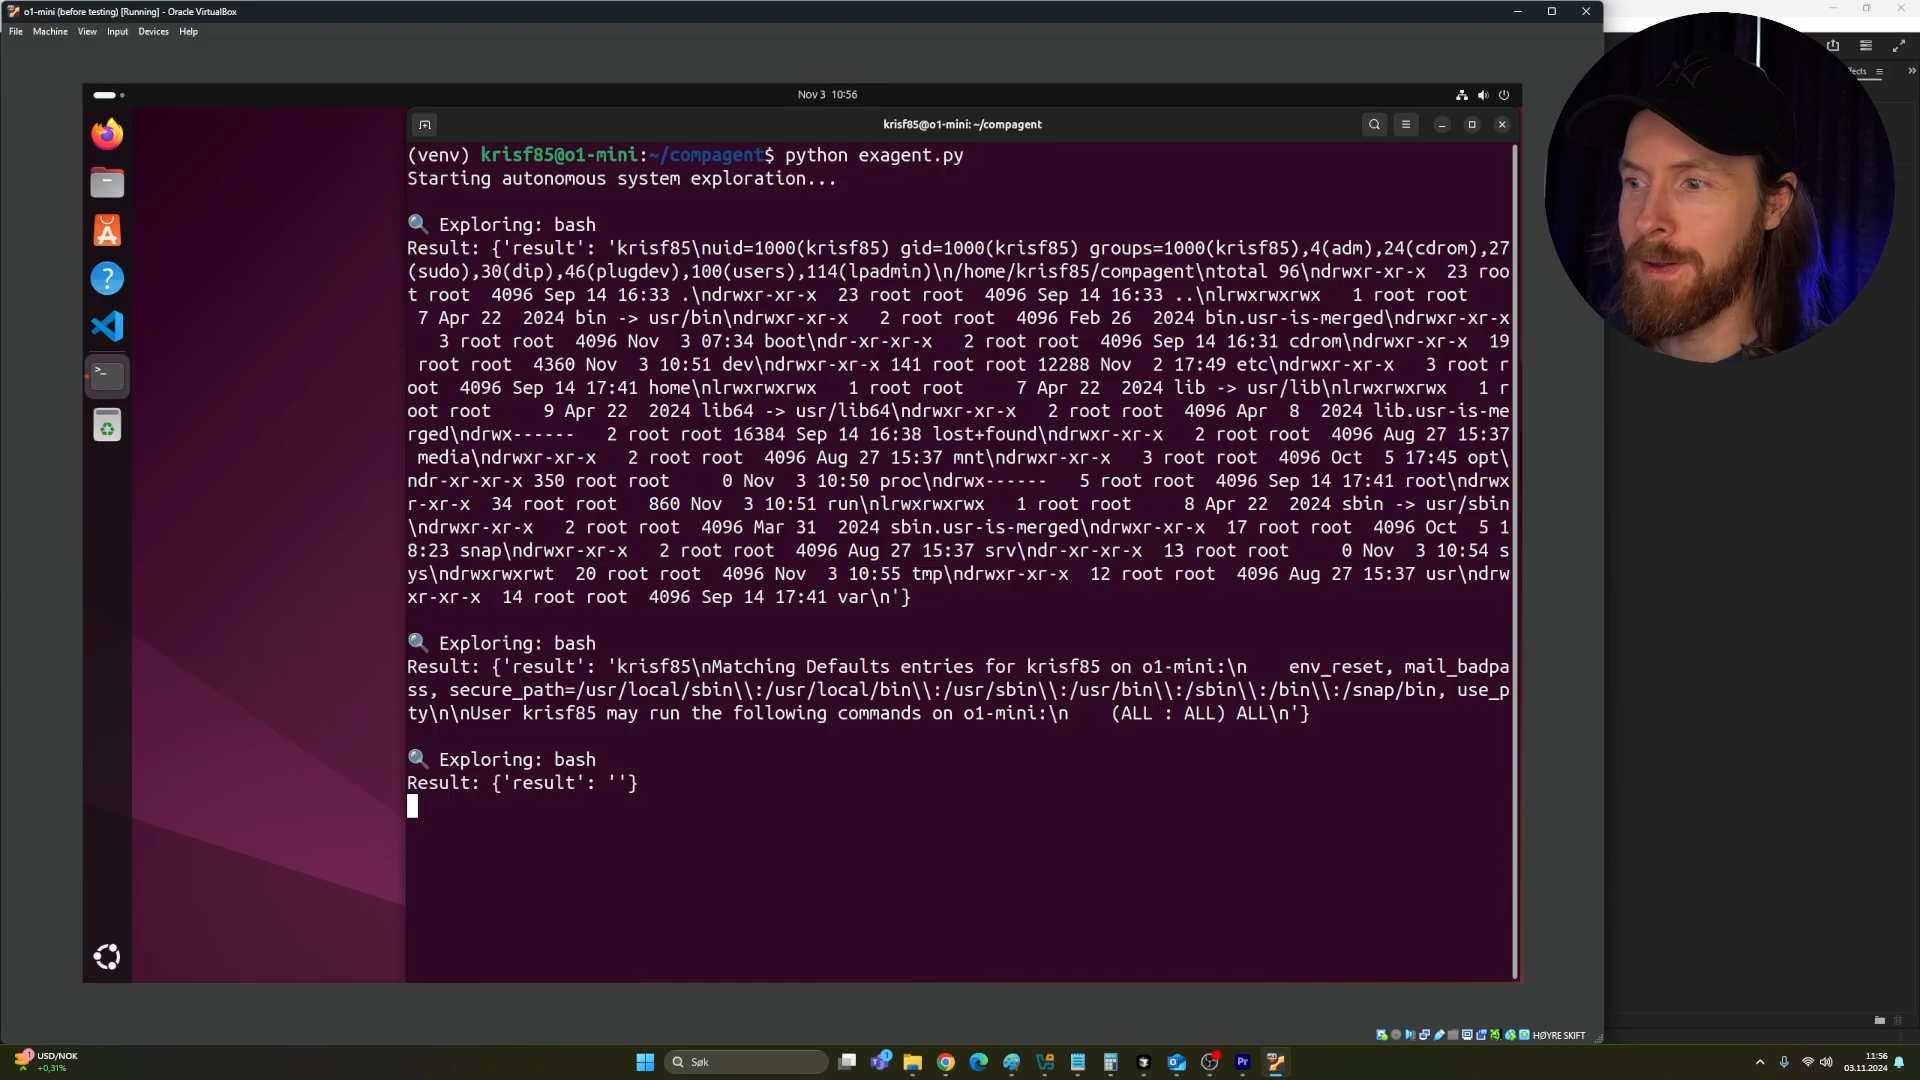 o1-mini (before testing) [Running] - Oracle VirtualBox
File Machine View Input Devices Help
Nov 3 10:56
krisf85@o1-mini: ~/compagent
(venv) krisf85@o1-mini:~/compagent$ python exagent.py
Starting autonomous system exploration...
🔍 Exploring: bash
Result: {'result': 'krisf85\nuid=1000(krisf85) gid=1000(krisf85) groups=1000(krisf85),4(adm),24(cdrom),27
(sudo),30(dip),46(plugdev),100(users),114(lpadmin)\n/home/krisf85/compagent\ntotal 96\ndrwxr-xr-x  23 roo
t root  4096 Sep 14 16:33 .\ndrwxr-xr-x  23 root root  4096 Sep 14 16:33 ..\nlrwxrwxrwx   1 root root
 7 Apr 22  2024 bin -> usr/bin\ndrwxr-xr-x   2 root root  4096 Feb 26  2024 bin.usr-is-merged\ndrwxr-xr-x
   3 root root  4096 Nov  3 07:34 boot\ndr-xr-xr-x   2 root root  4096 Sep 14 16:31 cdrom\ndrwxr-xr-x  19
 root root  4360 Nov  3 10:51 dev\ndrwxr-xr-x 141 root root 12288 Nov  2 17:49 etc\ndrwxr-xr-x   3 root r
oot  4096 Sep 14 17:41 home\nlrwxrwxrwx   1 root root     7 Apr 22  2024 lib -> usr/lib\nlrwxrwxrwx   1 r
oot root     9 Apr 22  2024 lib64 -> usr/lib64\ndrwxr-xr-x   2 root root  4096 Apr  8  2024 lib.usr-is-me
rged\ndrwx------   2 root root 16384 Sep 14 16:38 lost+found\ndrwxr-xr-x   2 root root  4096 Aug 27 15:37
 media\ndrwxr-xr-x   2 root root  4096 Aug 27 15:37 mnt\ndrwxr-xr-x   3 root root  4096 Oct  5 17:45 opt\
ndr-xr-xr-x 350 root root     0 Nov  3 10:50 proc\ndrwx------   5 root root  4096 Sep 14 17:41 root\ndrwx
r-xr-x  34 root root   860 Nov  3 10:51 run\nlrwxrwxrwx   1 root root     8 Apr 22  2024 sbin -> usr/sbin
\ndrwxr-xr-x   2 root root  4096 Mar 31  2024 sbin.usr-is-merged\ndrwxr-xr-x  17 root root  4096 Oct  5 1
8:23 snap\ndrwxr-xr-x   2 root root  4096 Aug 27 15:37 srv\ndr-xr-xr-x  13 root root     0 Nov  3 10:54 s
ys\ndrwxrwxrwt  20 root root  4096 Nov  3 10:55 tmp\ndrwxr-xr-x  12 root root  4096 Aug 27 15:37 usr\ndrw
xr-xr-x  14 root root  4096 Sep 14 17:41 var\n'}
🔍 Exploring: bash
Result: {'result': 'krisf85\nMatching Defaults entries for krisf85 on o1-mini:\n    env_reset, mail_badpa
ss, secure_path=/usr/local/sbin\\:/usr/local/bin\\:/usr/sbin\\:/usr/bin\\:/sbin\\:/bin\\:/snap/bin, use_p
ty\n\nUser krisf85 may run the following commands on o1-mini:\n    (ALL : ALL) ALL\n'}
🔍 Exploring: bash
Result: {'result': ''}
HØYRE SKIFT
USD/NOK
+0,31%
Søk
11:56
03.11.2024